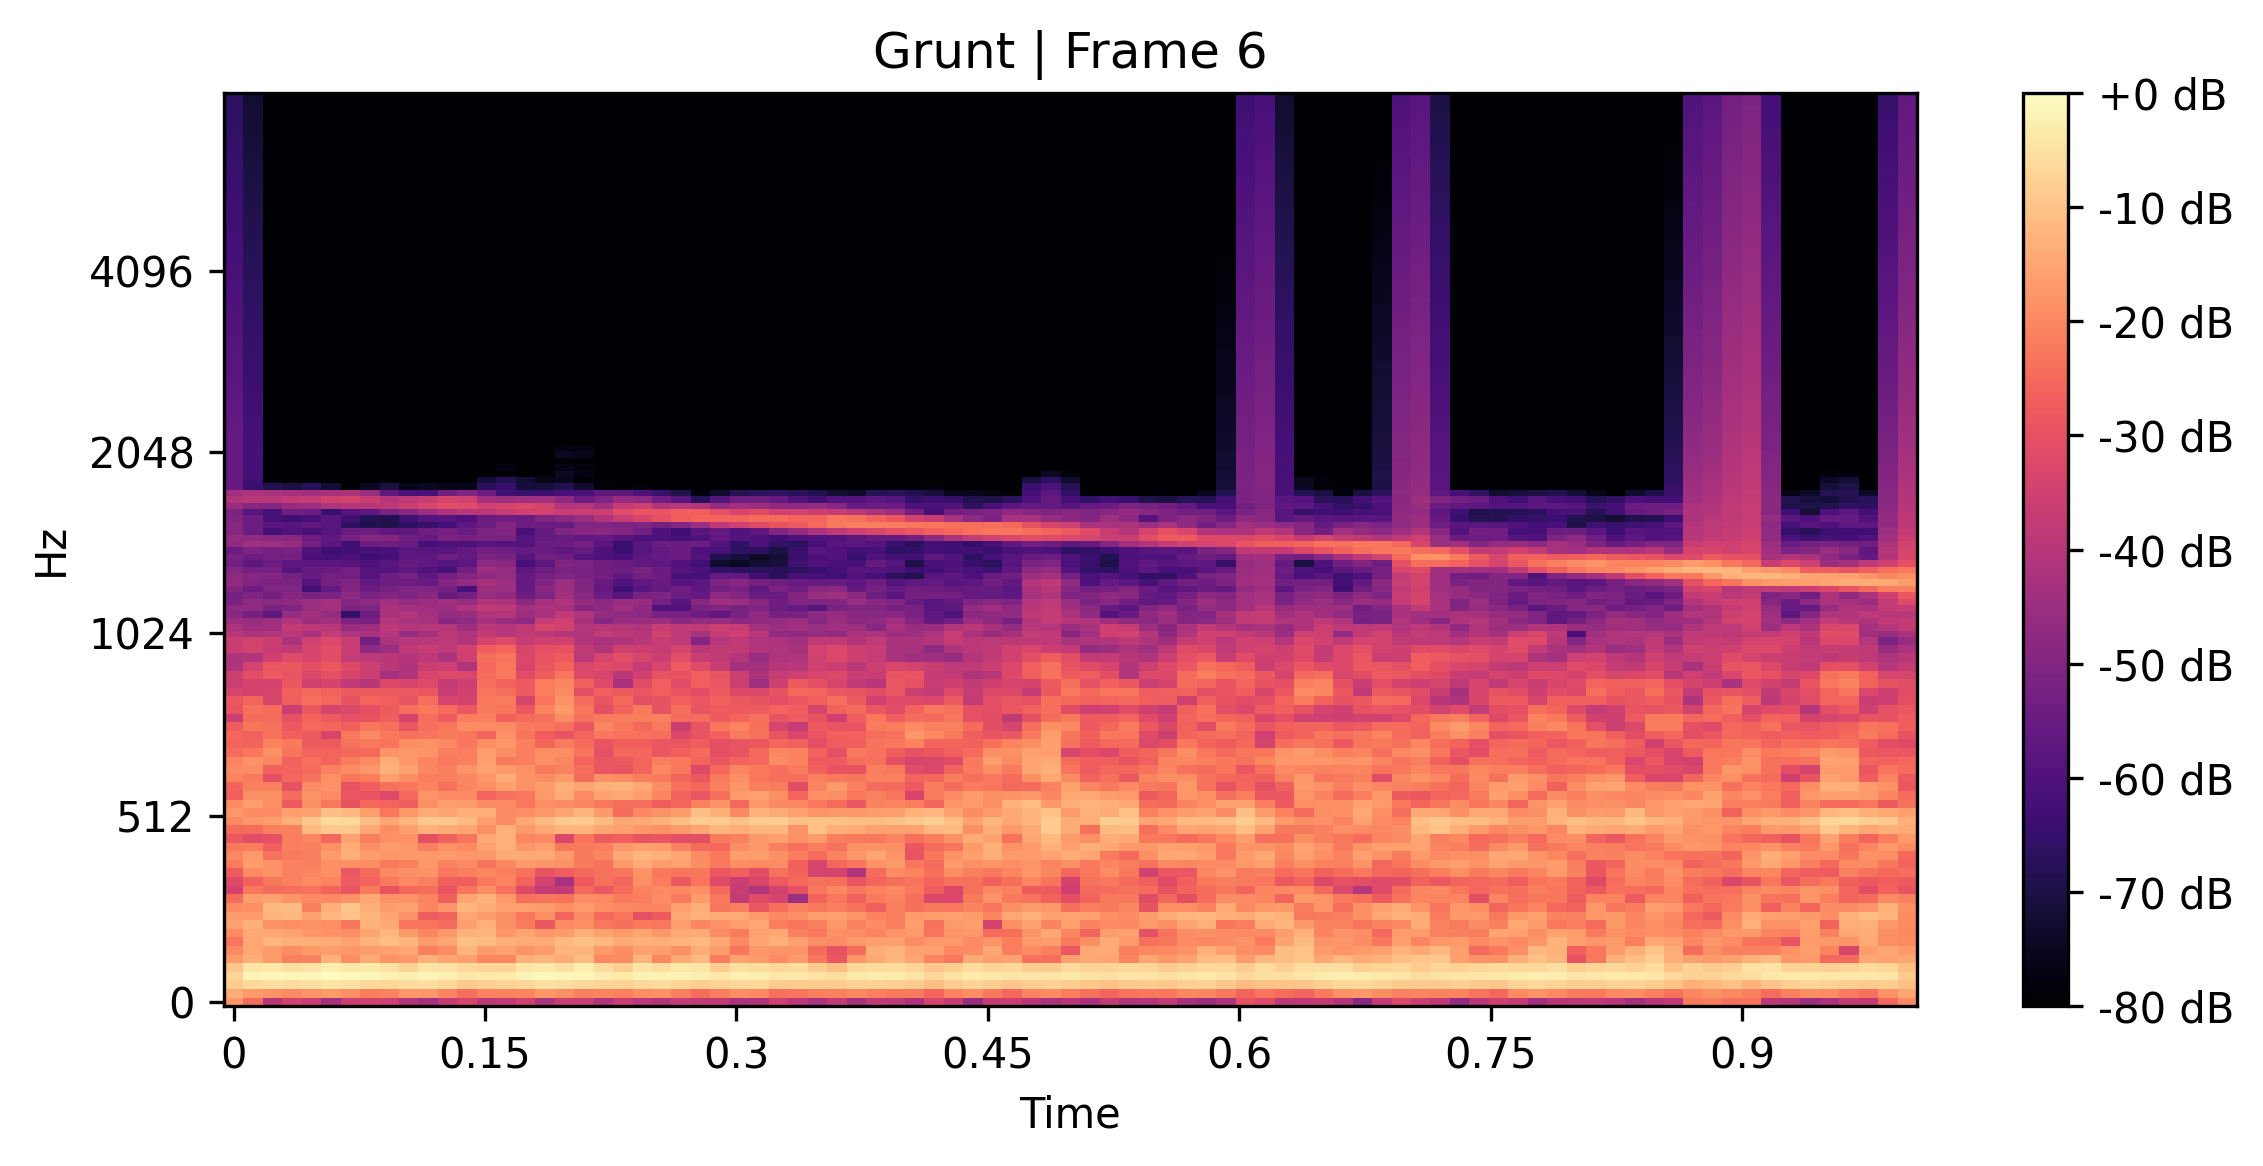 Grunt | Frame 6
+0 dB
-10 dB
-20 dB
-30 dB
-40 dB
-50 dB
-60 dB
-70 dB
-80 dB
Hz
4096
2048
1024
512
0
0 0.15 0.3 0.45 0.6 0.75 0.9
Time